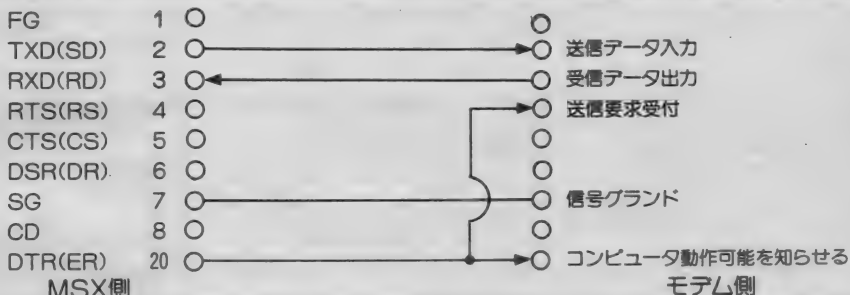 FG 1
TXD(SD) 2 送信データ入力
RXD(RD) 3 受信データ出力
RTS(RS) 4 送信要求受付
CTS(CS) 5
DSR(DR). 6
SG 7 信号グランド
CD 8
DTR(ER) 20 コンピュータ動作可能を知らせる
MSX側 モデム側